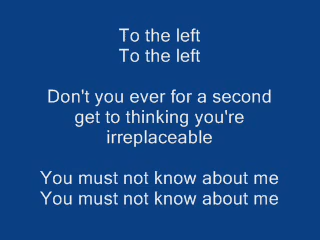 To the left
To the left
Don't you ever for a second
get to thinking you're
irreplaceable
You must not know about me
You must not know about me